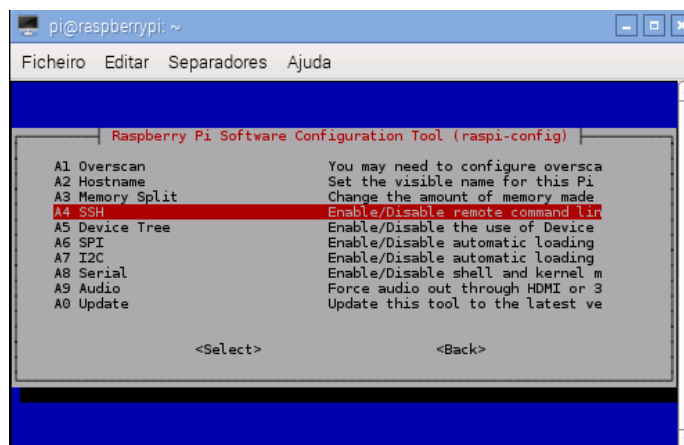 pi@raspberrypi: ~
Ficheiro Editar Separadores Ajuda
Raspberry Pi Software Configuration Tool (raspi-config)
A1 Overscan You may need to configure oversca
A2 Hostname Set the visible name for this Pi
A3 Memory Split Change the amount of memory made
A4 SSH Enable/Disable remote command lin
A5 Device Tree Enable/Disable the use of Device
A6 SPI Enable/Disable automatic loading
A7 I2C Enable/Disable automatic loading
A8 Serial Enable/Disable shell and kernel m
A9 Audio Force audio out through HDMI or 3
A0 Update Update this tool to the latest ve
<Select> <Back>